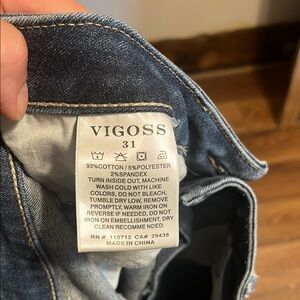 VIGOSS
31
93%COTTON / 5%POLYESTER
2%SPANDEX
TURN INSIDE OUT, MACHINE
WASH COLD WITH LIKE
COLORS, DO NOT BLEACH,
TUMBLE DRY LOW, REMOVE
PROMPTLY, WARM IRON ON
REVERSE IF NEEDED, DO NOT
IRON ON EMBELLISHMENT, DRY
CLEAN NOT RECOMMENDED.
RN # 110712 CA# 29438
MADE IN CHINA